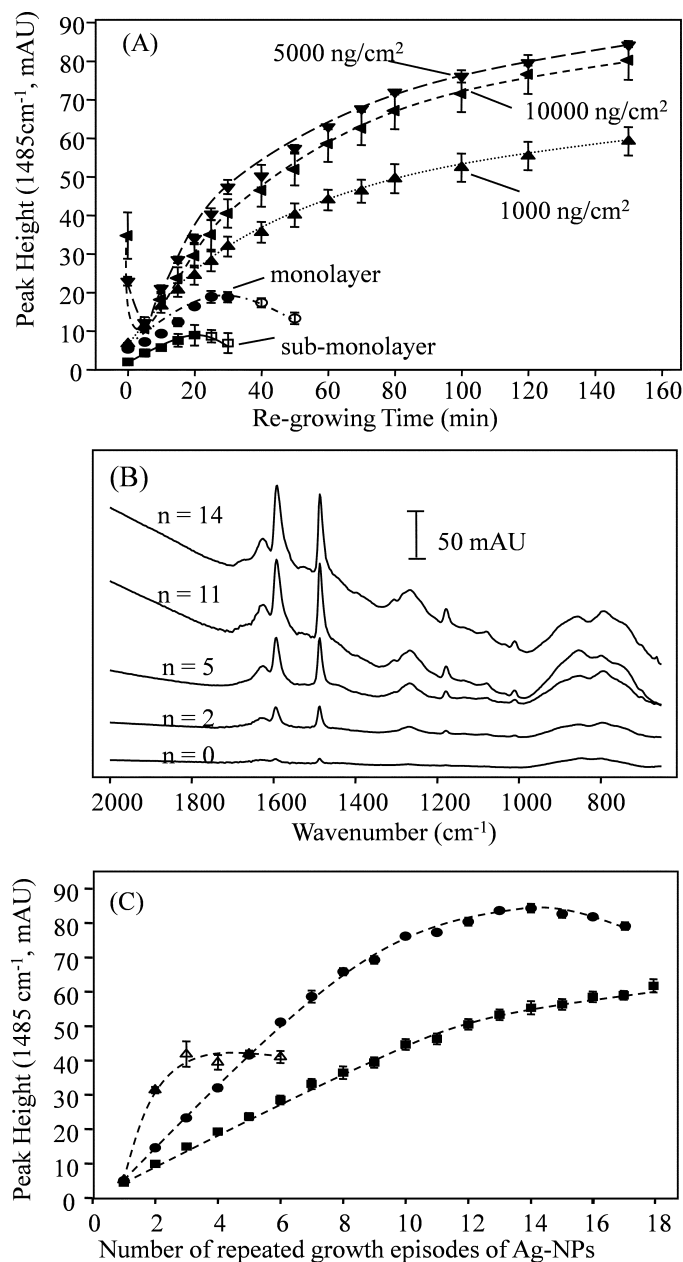 (A)
90
80
70
60
50
40
30
20
10
0
Peak Height (1485cm-1, mAU)
5000 ng/cm2
10000 ng/cm2
1000 ng/cm2
monolayer
sub-monolayer
0 20 40 60 80 100 120 140 160
Re-growing Time (min)
(B)
n = 14
50 mAU
n = 11
n = 5
n = 2
n = 0
2000 1800 1600 1400 1200 1000 800
Wavenumber (cm-1)
(C)
90
80
70
60
50
40
30
20
10
0
Peak Height (1485 cm-1, mAU)
0 2 4 6 8 10 12 14 16 18
Number of repeated growth episodes of Ag-NPs